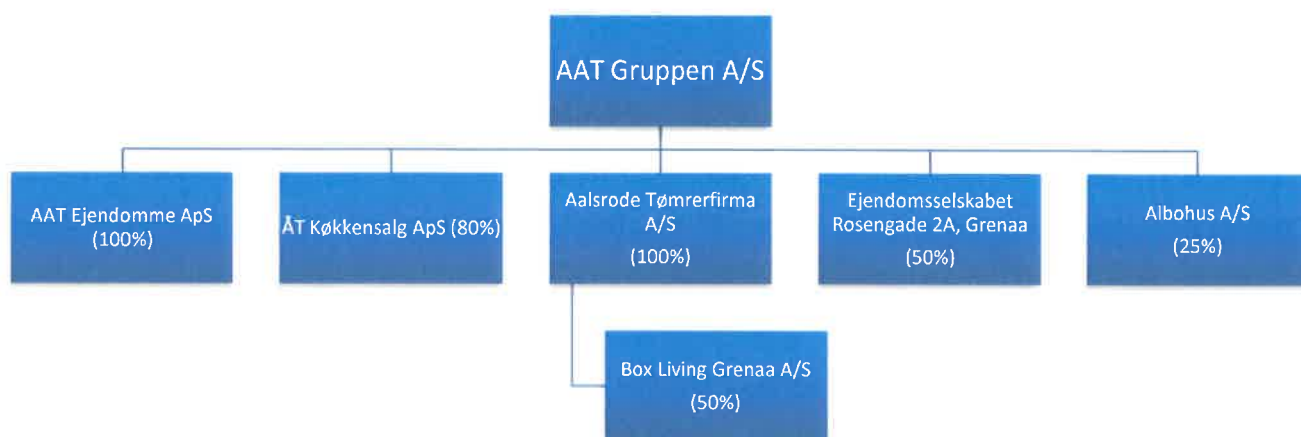 AAT Gruppen A/S
AAT Ejendomme ApS
(100%)
ÅT Køkkensalg ApS (80%)
Aalsrode Tømrerfirma
A/S
(100%)
Ejendomsselskabet
Rosengade 2A, Grenaa
(50%)
Albohus A/S
(25%)
Box Living Grenaa A/S
(50%)